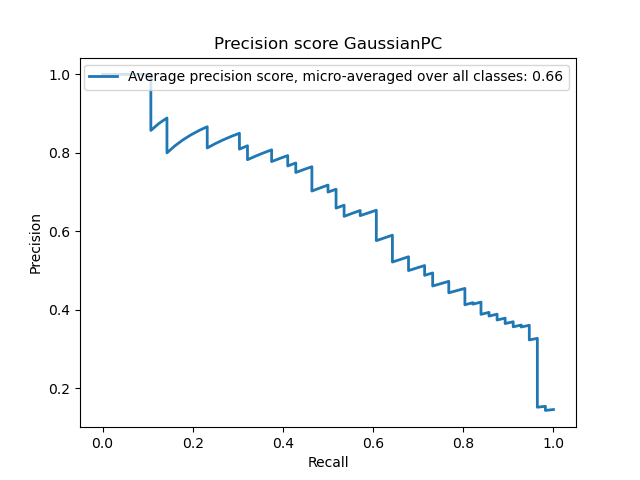 Precision score GaussianPC
Average precision score, micro-averaged over all classes: 0.66
1.0
0.8
0.6
0.4
0.2
Precision
0.0 0.2 0.4 0.6 0.8 1.0
Recall